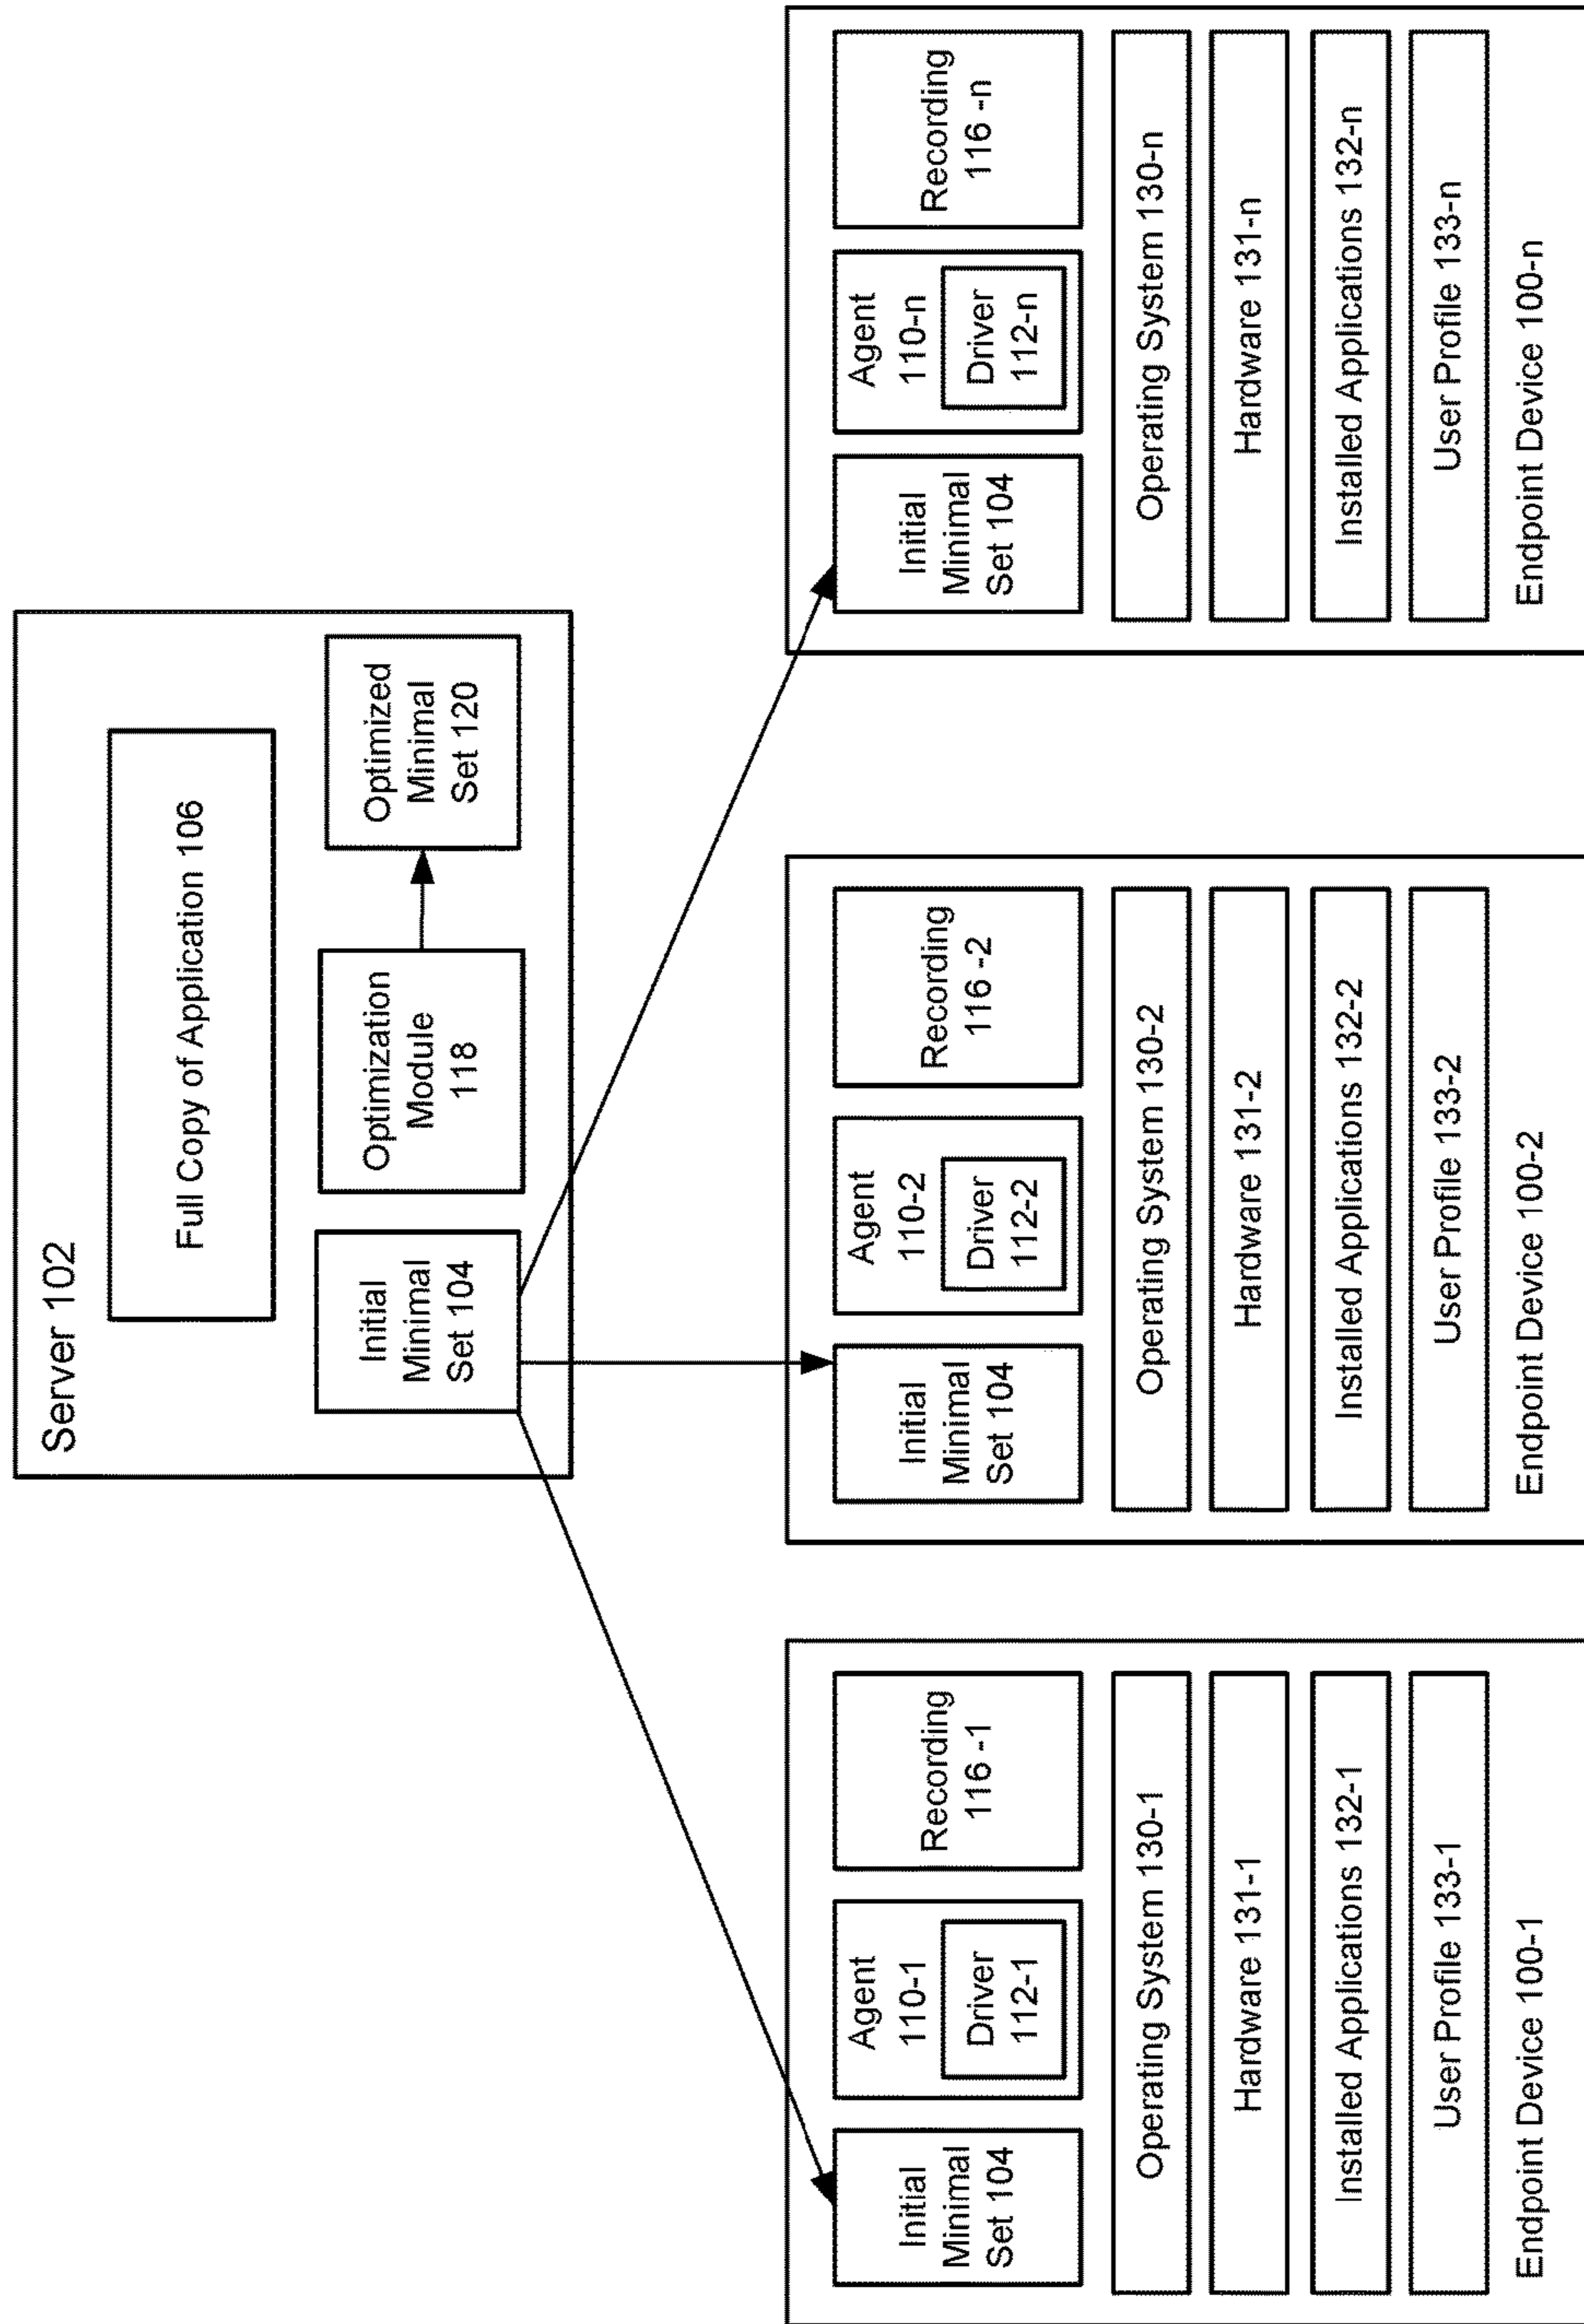 Server 102
Full Copy of Application 106
Initial
Minimal
Set 104
Optimization
Module
118
Optimized
Minimal
Set 120
Initial
Minimal
Set 104
Agent
110-1
Driver
112-1
Recording
116 -1
Operating System 130-1
Hardware 131-1
Installed Applications 132-1
User Profile 133-1
Endpoint Device 100-1
Initial
Minimal
Set 104
Agent
110-2
Driver
112-2
Recording
116 -2
Operating System 130-2
Hardware 131-2
Installed Applications 132-2
User Profile 133-2
Endpoint Device 100-2
Initial
Minimal
Set 104
Agent
110-n
Driver
112-n
Recording
116 -n
Operating System 130-n
Hardware 131-n
Installed Applications 132-n
User Profile 133-n
Endpoint Device 100-n